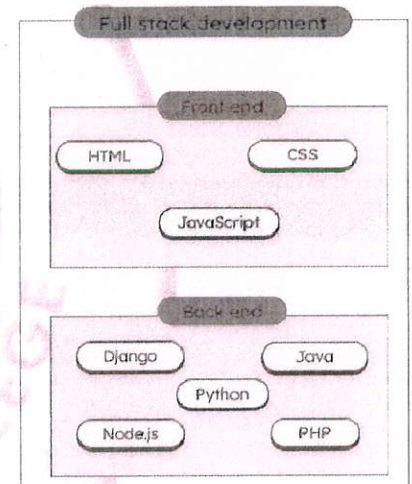 Full stack development
Front end
HTML CSS
JavaScript
Back end
Django Java
Python
Node.js PHP